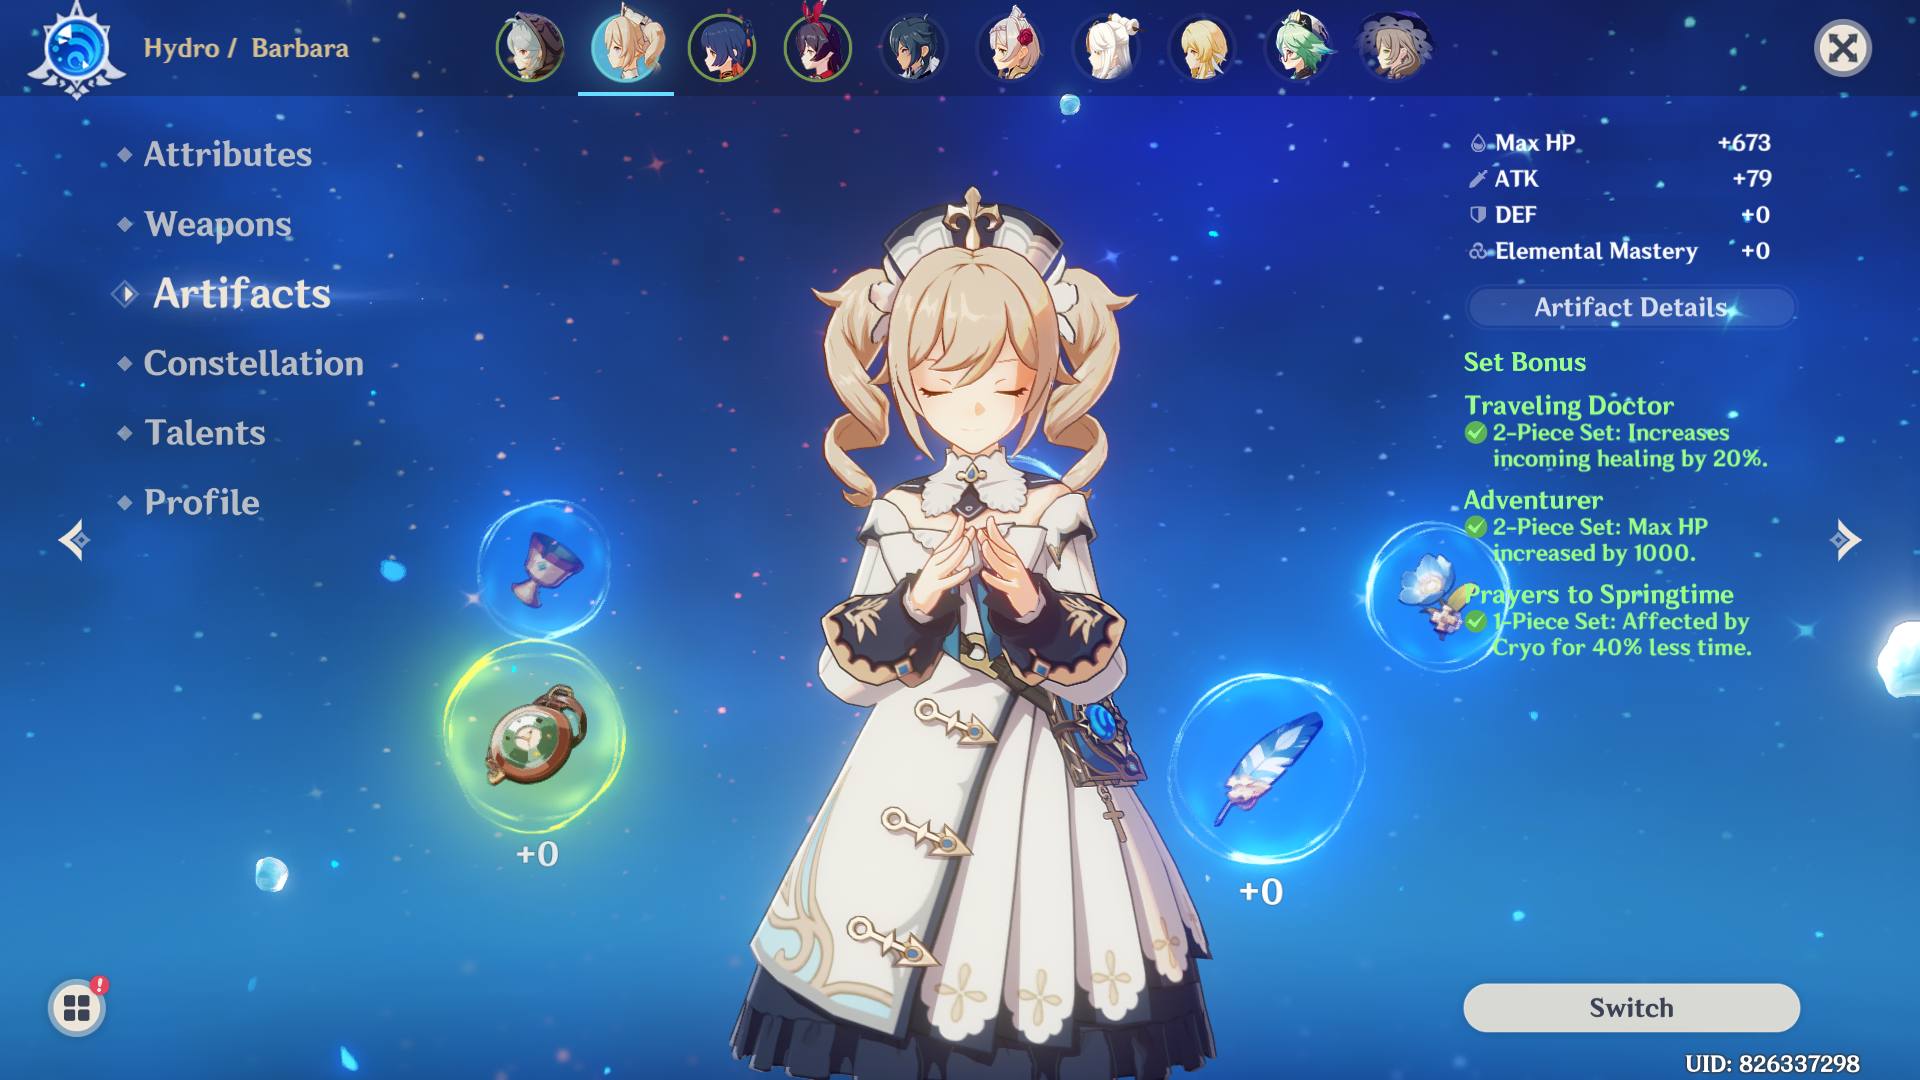 Hydro / Barbara
Attributes
Weapons
Artifacts
Constellation
Talents
Profile
Max HP +673
ATK +79
DEF +0
Elemental Mastery +0
Artifact Details
Set Bonus
Traveling Doctor
2-Piece Set: Increases
incoming healing by 20%.
Adventurer
2-Piece Set: Max HP
increased by 1000.
Prayers to Springtime
1-Piece Set: Affected by
Cryo for 40% less time.
+0
+0
!
Switch
UID: 826337298